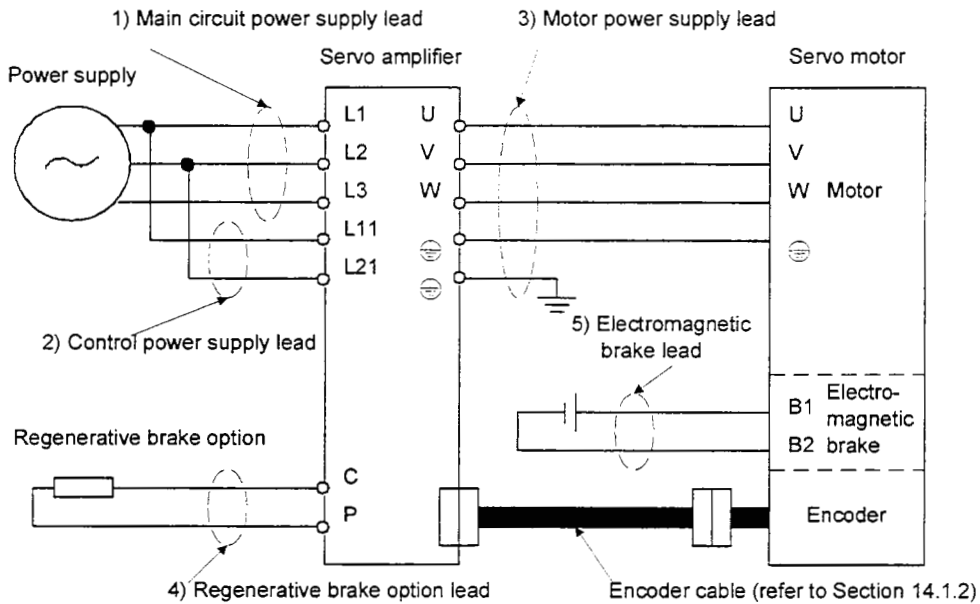 1) Main circuit power supply lead
3) Motor power supply lead
Power supply
Servo amplifier
Servo motor
L1
U
U
L2
V
V
L3
W
W
Motor
L11
L21
2) Control power supply lead
5) Electromagnetic
brake lead
B1
Electro-
magnetic
B2
brake
Regenerative brake option
C
P
Encoder
4) Regenerative brake option lead
Encoder cable (refer to Section 14.1.2)